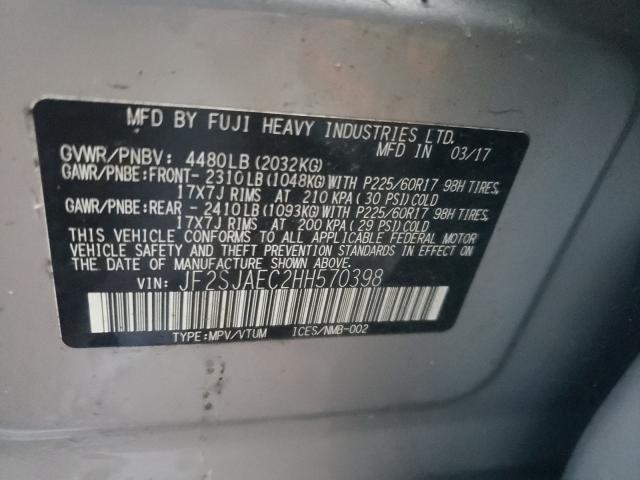 MFD BY FUJI HEAVY INDUSTRIES LTD.
MFD IN 03/17
GVWR/PNBV: 4480LB(2032KG)
GAWR/PNBE:FRONT- 2310LB(1048KG)WITH P225/60R17 98H TIRES,
17X7J RIMS AT 210 KPA ( 30 PSI)COLD
GAWR/PNBE:REAR - 2410LB(1093KG)WITH P225/60R17 98H TIRES,
17X7J RIMS AT 200 KPA ( 29 PSI)COLD
THIS VEHICLE CONFORMS TO ALL APPLICABLE FEDERAL MOTOR
VEHICLE SAFETY AND THEFT PREVENTION STANDARDS IN EFFECT ON
THE DATE OF MANUFACTURE SHOWN ABOVE.
VIN: JF2SJAEC2HH570398
TYPE:MPV/VTUM ICES/NMB-002